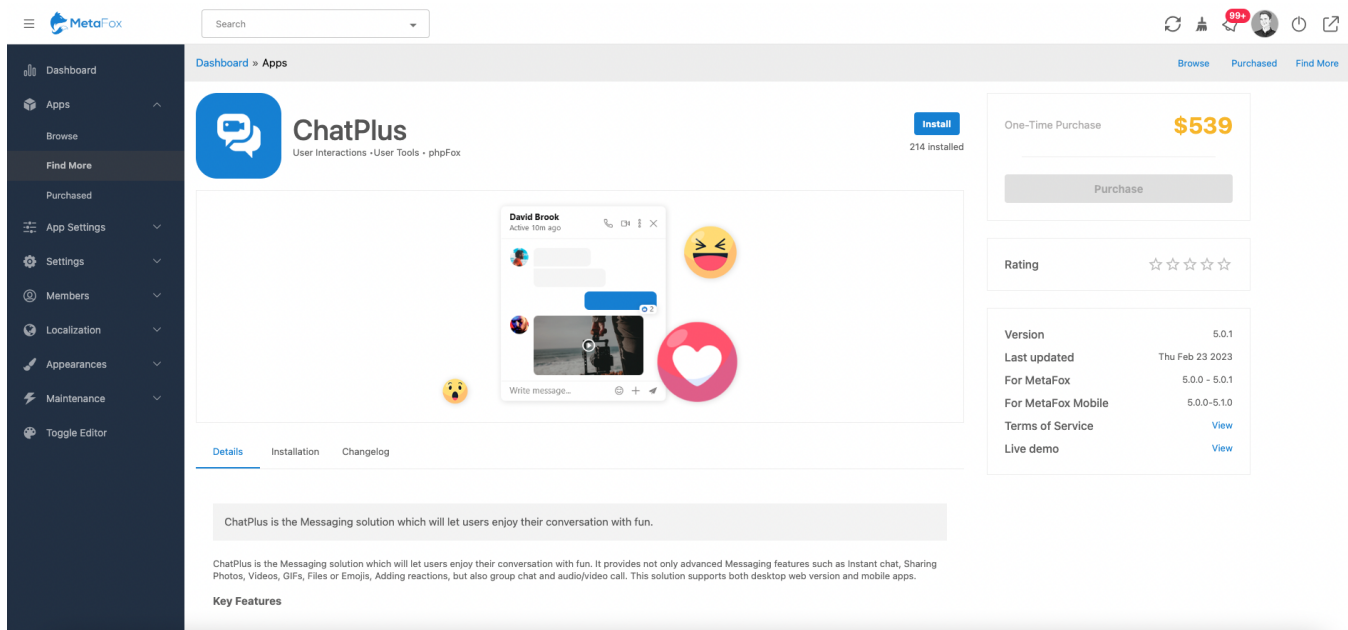 MetaFox
Search
99+
Dashboard
Apps
Browse
Find More
Purchased
App Settings
Settings
Members
Localization
Appearances
Maintenance
Toggle Editor
Dashboard » Apps
Browse Purchased Find More
ChatPlus
User Interactions •User Tools • phpFox
Install
214 installed
David Brook
Active 10m ago
2
Write message...
Details Installation Changelog
ChatPlus is the Messaging solution which will let users enjoy their conversation with fun.
ChatPlus is the Messaging solution which will let users enjoy their conversation with fun. It provides not only advanced Messaging features such as Instant chat, Sharing
Photos, Videos, GIFs, Files or Emojis, Adding reactions, but also group chat and audio/video call. This solution supports both desktop web version and mobile apps.
Key Features
One-Time Purchase $539
Purchase
Rating
Version 5.0.1
Last updated Thu Feb 23 2023
For MetaFox 5.0.0 - 5.0.1
For MetaFox Mobile 5.0.0-5.1.0
Terms of Service View
Live demo View